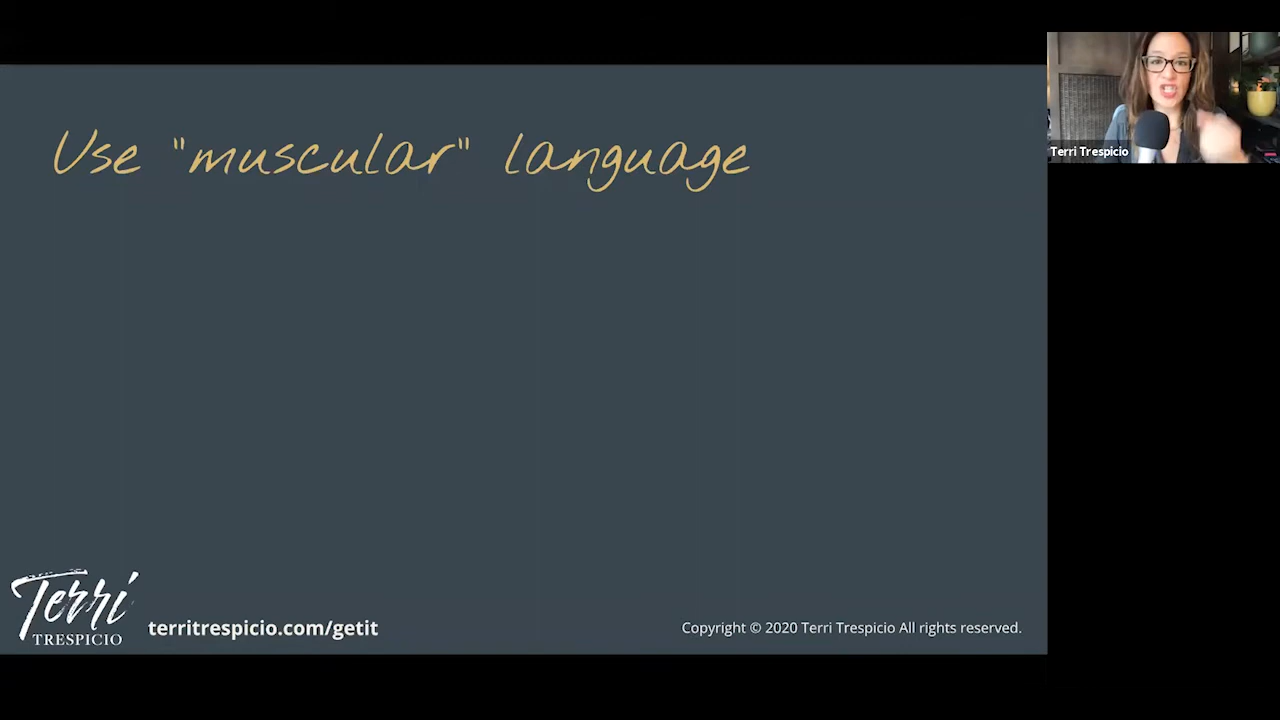 Use "muscular" language
Terri Trespicio
Terri
TRESPICIO
territrespicio.com/getit
Copyright © 2020 Terri Trespicio All rights reserved.